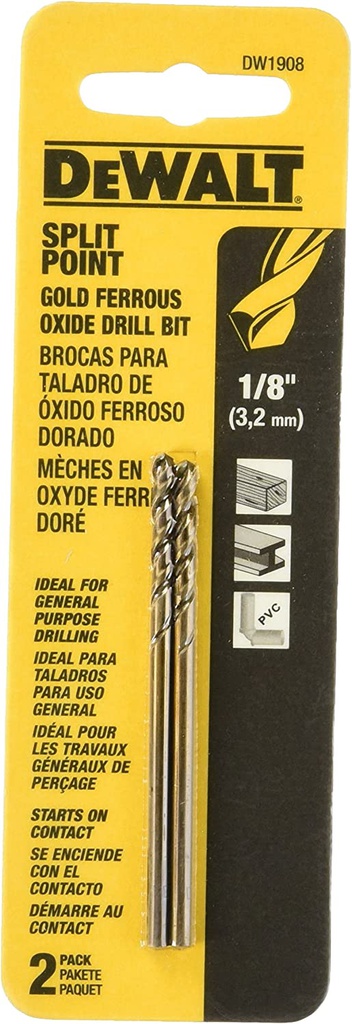 DW1908
DEWALT®
SPLIT
POINT
GOLD FERROUS
OXIDE DRILL BIT
BROCAS PARA
TALADRO DE
ÓXIDO FERROSO
DORADO
MÈCHES EN
OXYDE FERR
DORÉ
1/8"
(3,2 mm)
PVC
IDEAL FOR
GENERAL
PURPOSE
DRILLING
IDEAL PARA
TALADROS
PARA USO
GENERAL
IDÉAL POUR
LES TRAVAUX
GÉNÉRAUX DE
PERÇAGE
STARTS ON
CONTACT
SE ENCIENDE
CON EL
CONTACTO
DÉMARRE AU
CONTACT
2 PACK
PAKETE
PAQUET